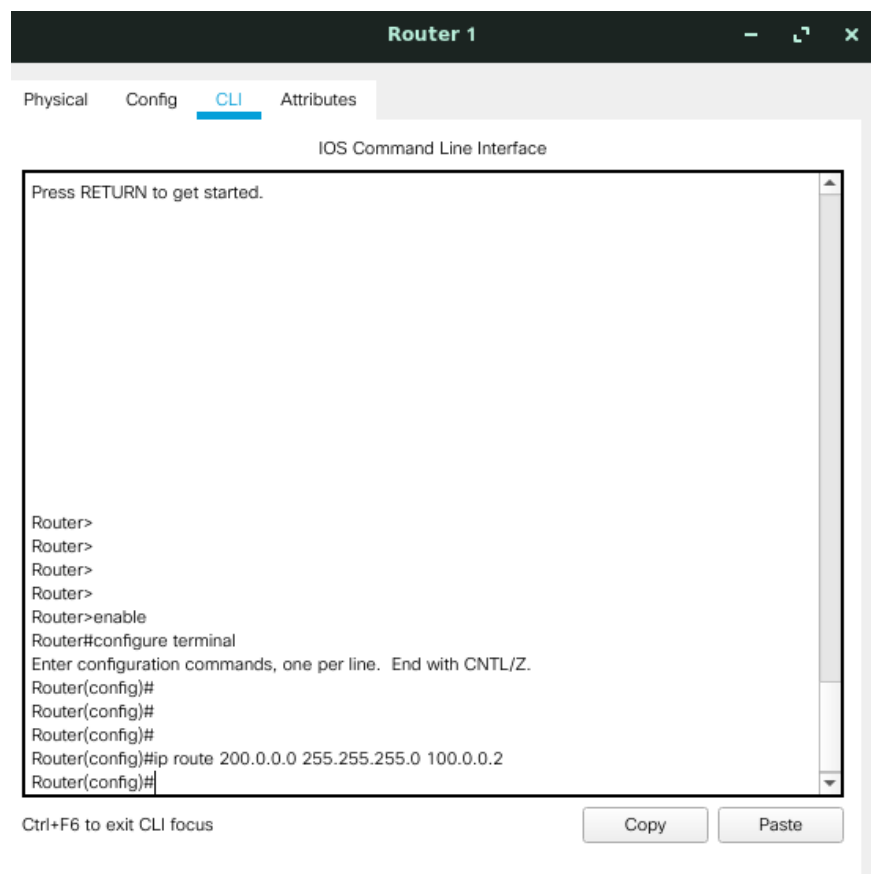 Router 1
Physical Config CLI Attributes
IOS Command Line Interface
Press RETURN to get started.
Router>
Router>
Router>
Router>
Router>enable
Router#configure terminal
Enter configuration commands, one per line.  End with CNTL/Z.
Router(config)#
Router(config)#
Router(config)#
Router(config)#ip route 200.0.0.0 255.255.255.0 100.0.0.2
Router(config)#
Ctrl+F6 to exit CLI focus Copy Paste